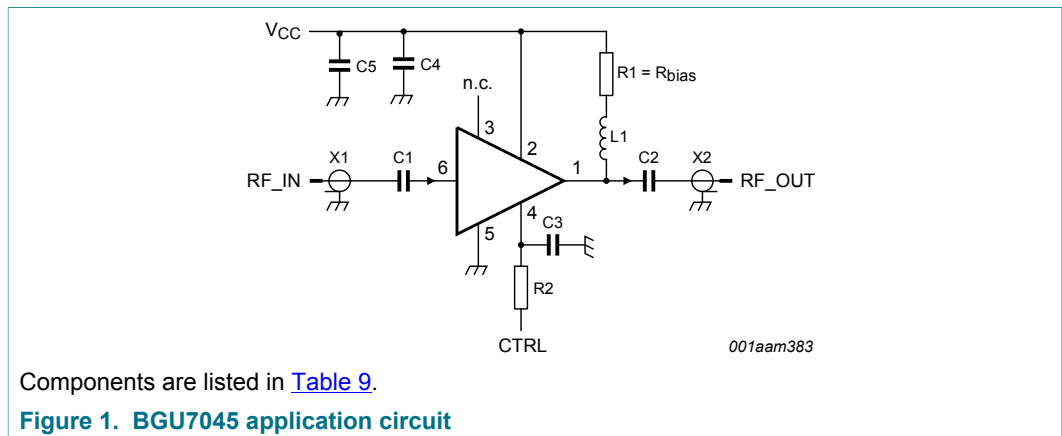 VCC
C5
C4
R1 = Rbias
n.c.
3
L1
2
X1
C1
6
1
C2
X2
RF_IN
RF_OUT
4
C3
5
R2
CTRL
001aam383
Components are listed in Table 9.
Figure 1. BGU7045 application circuit